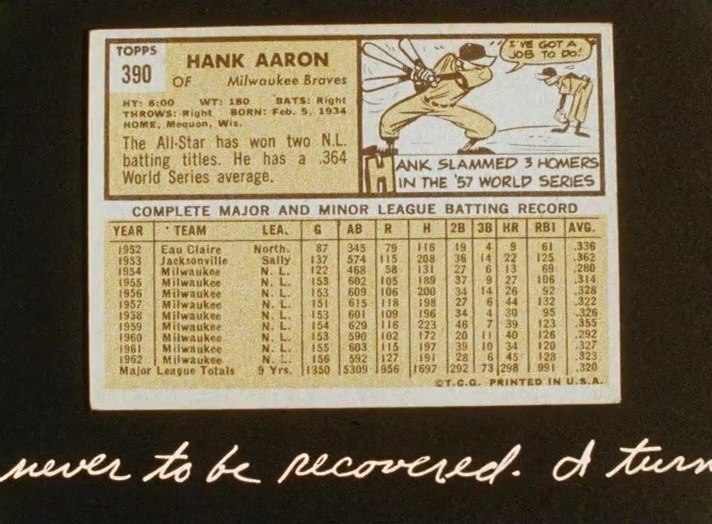 TOPPS
390
HANK AARON
OF Milwaukee Braves
HT: 6:00 WT: 180 BATS: Right
THROWS: Right BORN: Feb. 5, 1934
HOME, Mequon, Wis.
The All-Star has won two N.L.
batting titles. He has a .364
World Series average.
I'VE GOT A
JOB TO DO!
HANK SLAMMED 3 HOMERS
IN THE '57 WORLD SERIES
COMPLETE MAJOR AND MINOR LEAGUE BATTING RECORD
YEAR TEAM LEA. G AB R H 2B 3B HR RBI AVG.
1952 Eau Claire North. 87 345 79 116 19 4 9 61 .336
1953 Jacksonville Sally 137 574 115 208 36 14 22 125 .362
1954 Milwaukee N. L. 122 468 58 131 27 6 13 69 .280
1955 Milwaukee N. L. 153 602 105 189 37 9 27 106 .314
1956 Milwaukee N. L. 153 609 106 200 34 14 26 92 .328
1957 Milwaukee N. L. 151 615 118 198 27 6 44 132 .322
1958 Milwaukee N. L. 153 601 109 196 34 4 30 95 .326
1959 Milwaukee N. L. 154 629 116 223 46 7 39 123 .355
1960 Milwaukee N. L. 153 590 102 172 20 11 40 126 .292
1961 Milwaukee N. L. 155 603 115 197 39 10 34 120 .327
1962 Milwaukee N. L. 156 592 127 191 28 6 45 128 .323
Major League Totals 9 Yrs. 1350 5309 956 1697 292 73 298 991 .320
©T.C.G. PRINTED IN U.S.A.
never to be recovered. I turn